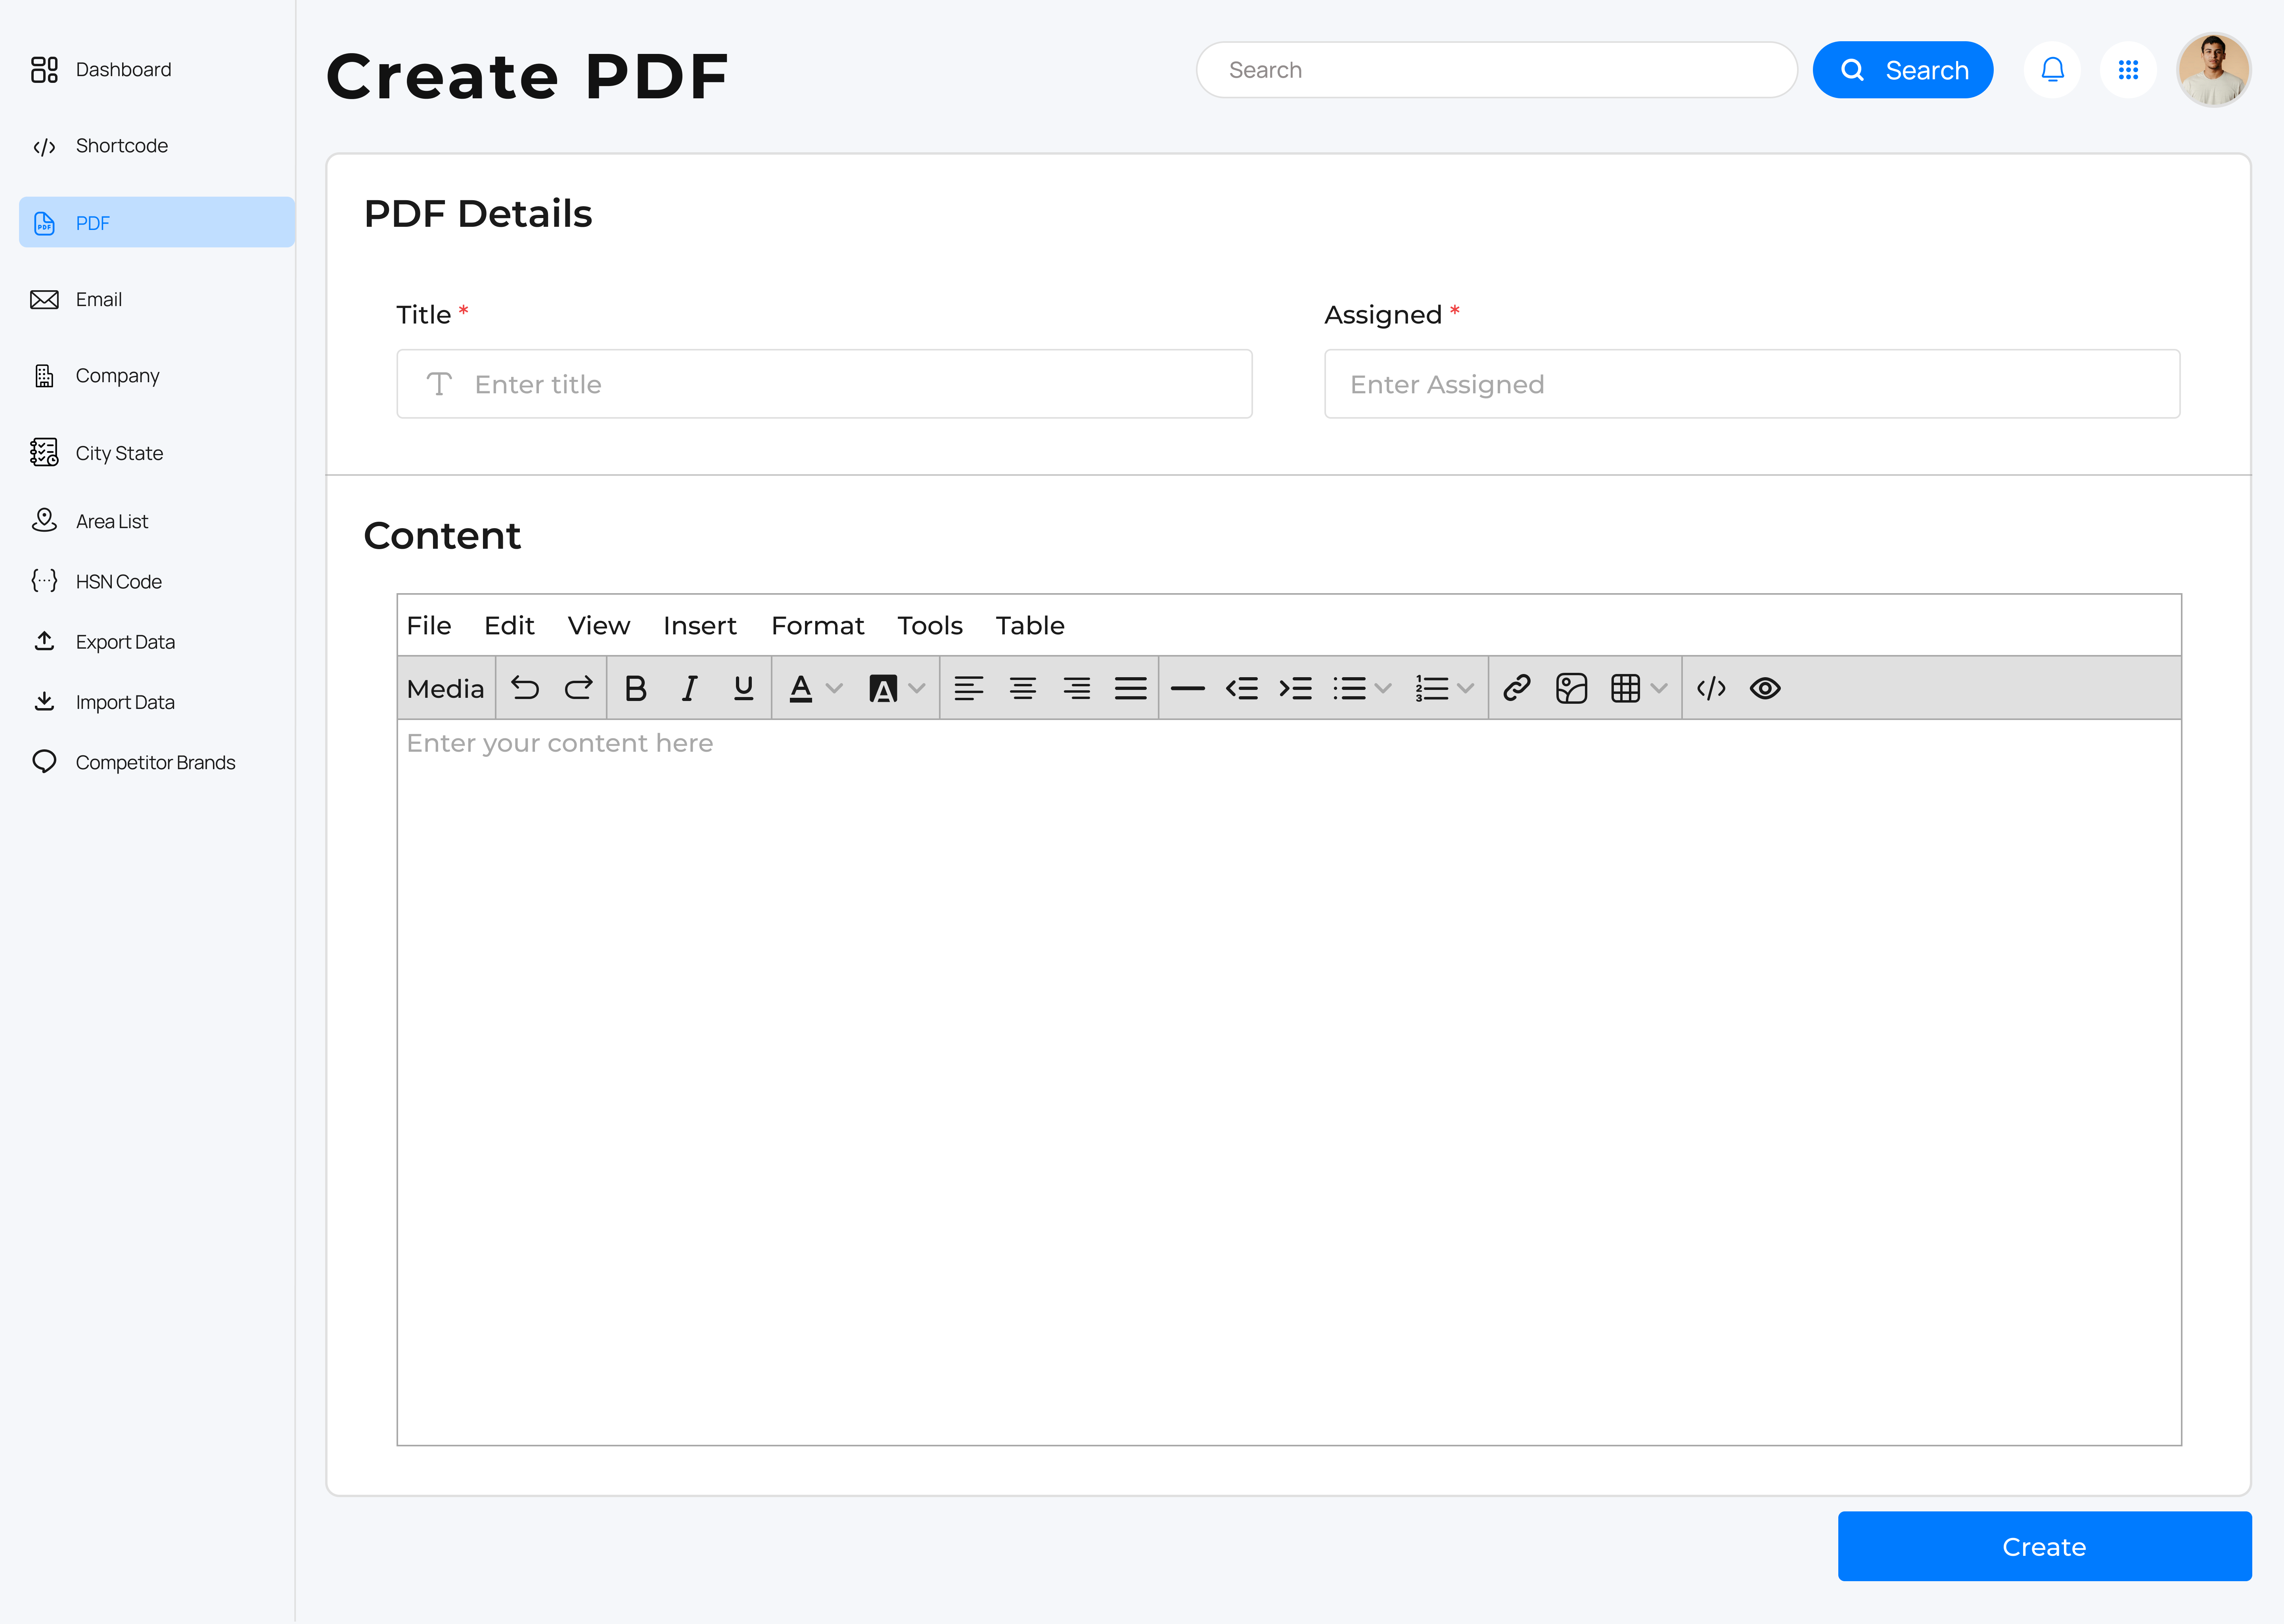 Dashboard
Shortcode
PDF
Email
Company
City State
Area List
HSN Code
Export Data
Import Data
Competitor Brands
Create PDF
Search
Search
PDF Details
Title *
Assigned *
Enter title
Enter Assigned
Content
File Edit View Insert Format Tools Table
Media
Enter your content here
Create